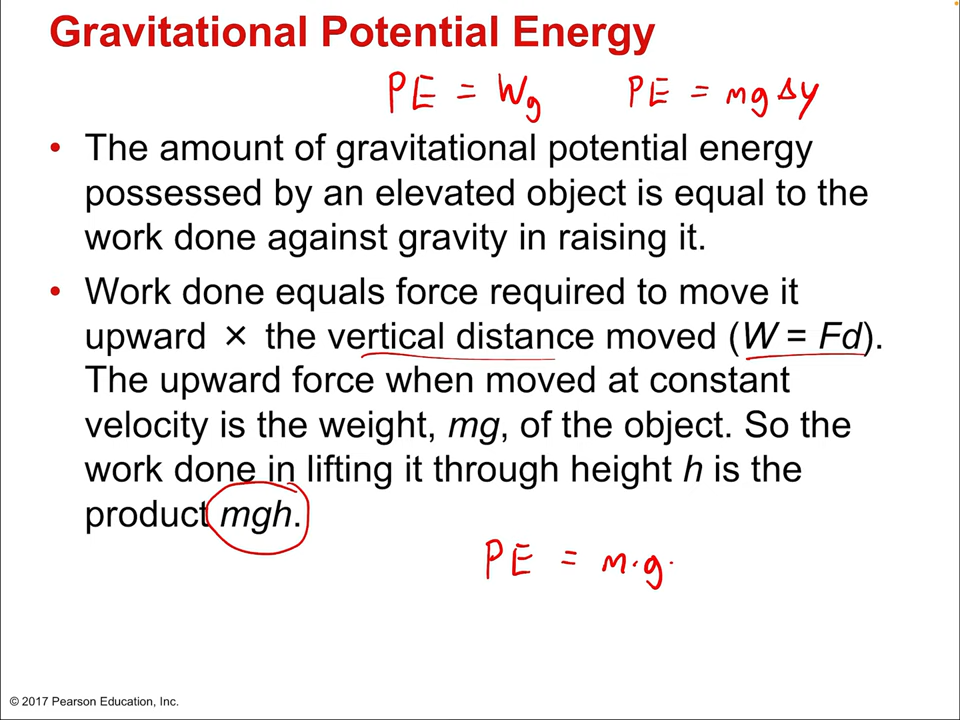 Gravitational Potential Energy
PE = Wg PE = mg Δy
• The amount of gravitational potential energy
possessed by an elevated object is equal to the
work done against gravity in raising it.
• Work done equals force required to move it
upward × the vertical distance moved (W = Fd).
The upward force when moved at constant
velocity is the weight, mg, of the object. So the
work done in lifting it through height h is the
product mgh.
PE = m·g·
© 2017 Pearson Education, Inc.